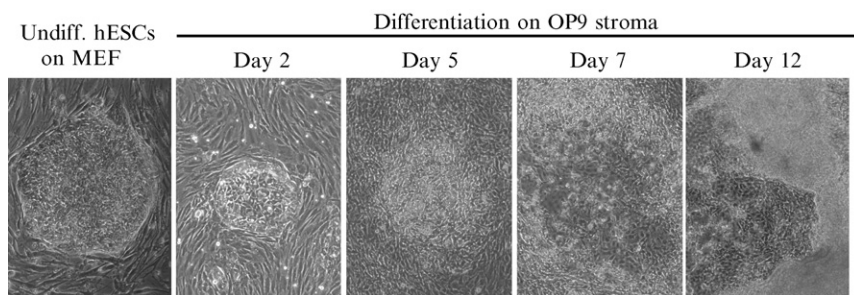 Differentiation on OP9 stroma
Undiff. hESCs
on MEF
Day 2
Day 5
Day 7
Day 12